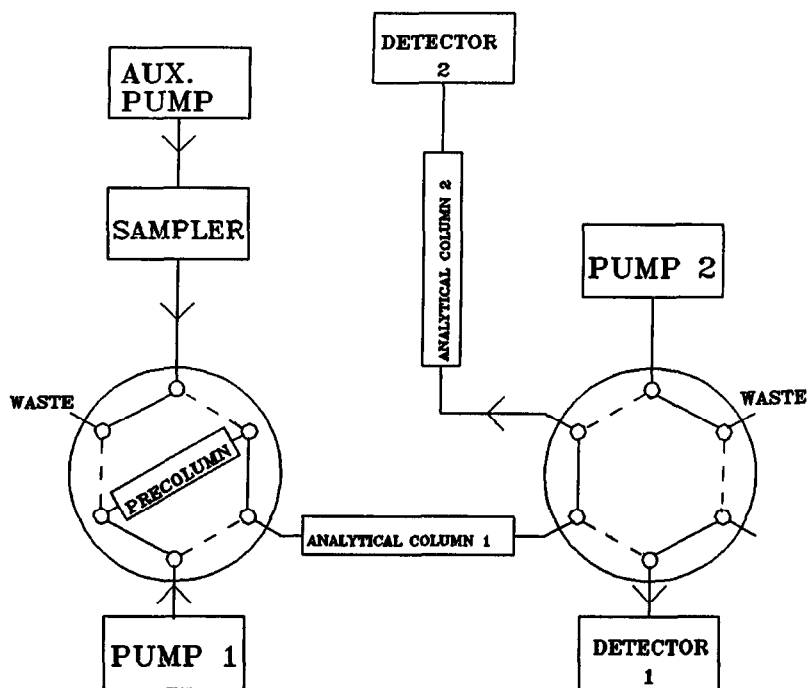 DETECTOR
2
AUX.
PUMP
ANALYTICAL COLUMN 2
SAMPLER
PUMP 2
WASTE
WASTE
PRECOLUMN
ANALYTICAL COLUMN 1
PUMP 1
DETECTOR
1